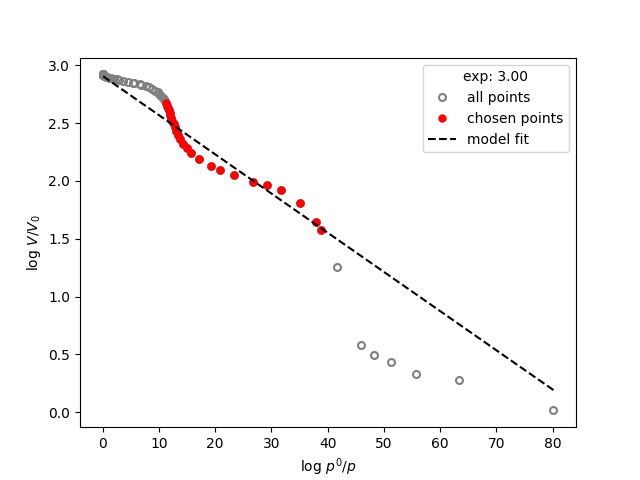 exp: 3.00
all points
chosen points
model fit
3.0
2.5
2.0
1.5
1.0
0.5
0.0
log V/V₀
0 10 20 30 40 50 60 70 80
log p⁰/p